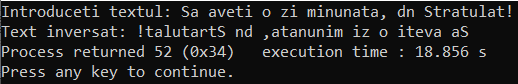 Introduceti textul: Sa aveti o zi minunata, dn Stratulat!
Text inversat: !talutartS nd ,atanunim iz o iteva aS
Process returned 52 (0x34)   execution time : 18.856 s
Press any key to continue.